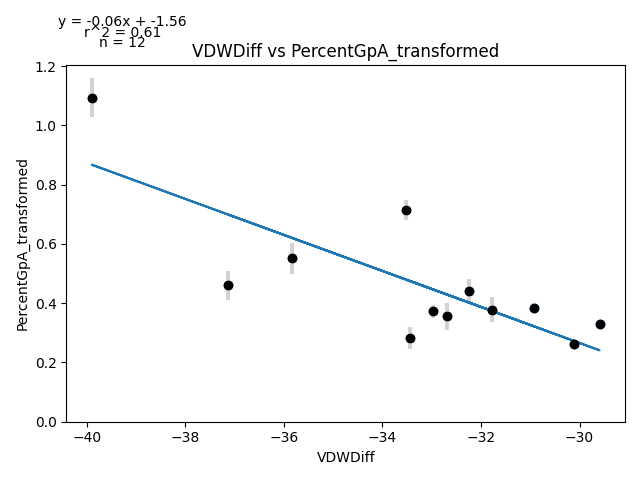 y = -0.06x + -1.56
r^2 = 0.61
n = 12
VDWDiff vs PercentGpA_transformed
PercentGpA_transformed
1.2
1.0
0.8
0.6
0.4
0.2
0.0
−40 −38 −36 −34 −32 −30
VDWDiff